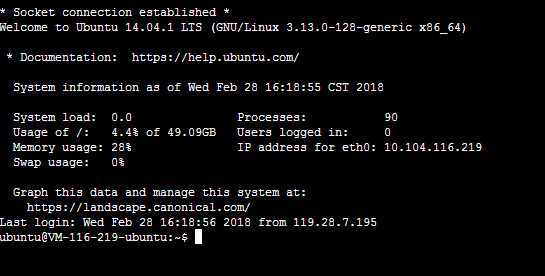 * Socket connection established *
Welcome to Ubuntu 14.04.1 LTS (GNU/Linux 3.13.0-128-generic x86_64)
* Documentation: https://help.ubuntu.com/
System information as of Wed Feb 28 16:18:55 CST 2018
System load: 0.0 Processes: 90
Usage of /: 4.4% of 49.09GB Users logged in: 0
Memory usage: 28% IP address for eth0: 10.104.116.219
Swap usage: 0%
Graph this data and manage this system at:
https://landscape.canonical.com/
Last login: Wed Feb 28 16:18:56 2018 from 119.28.7.195
ubuntu@VM-116-219-ubuntu:~$